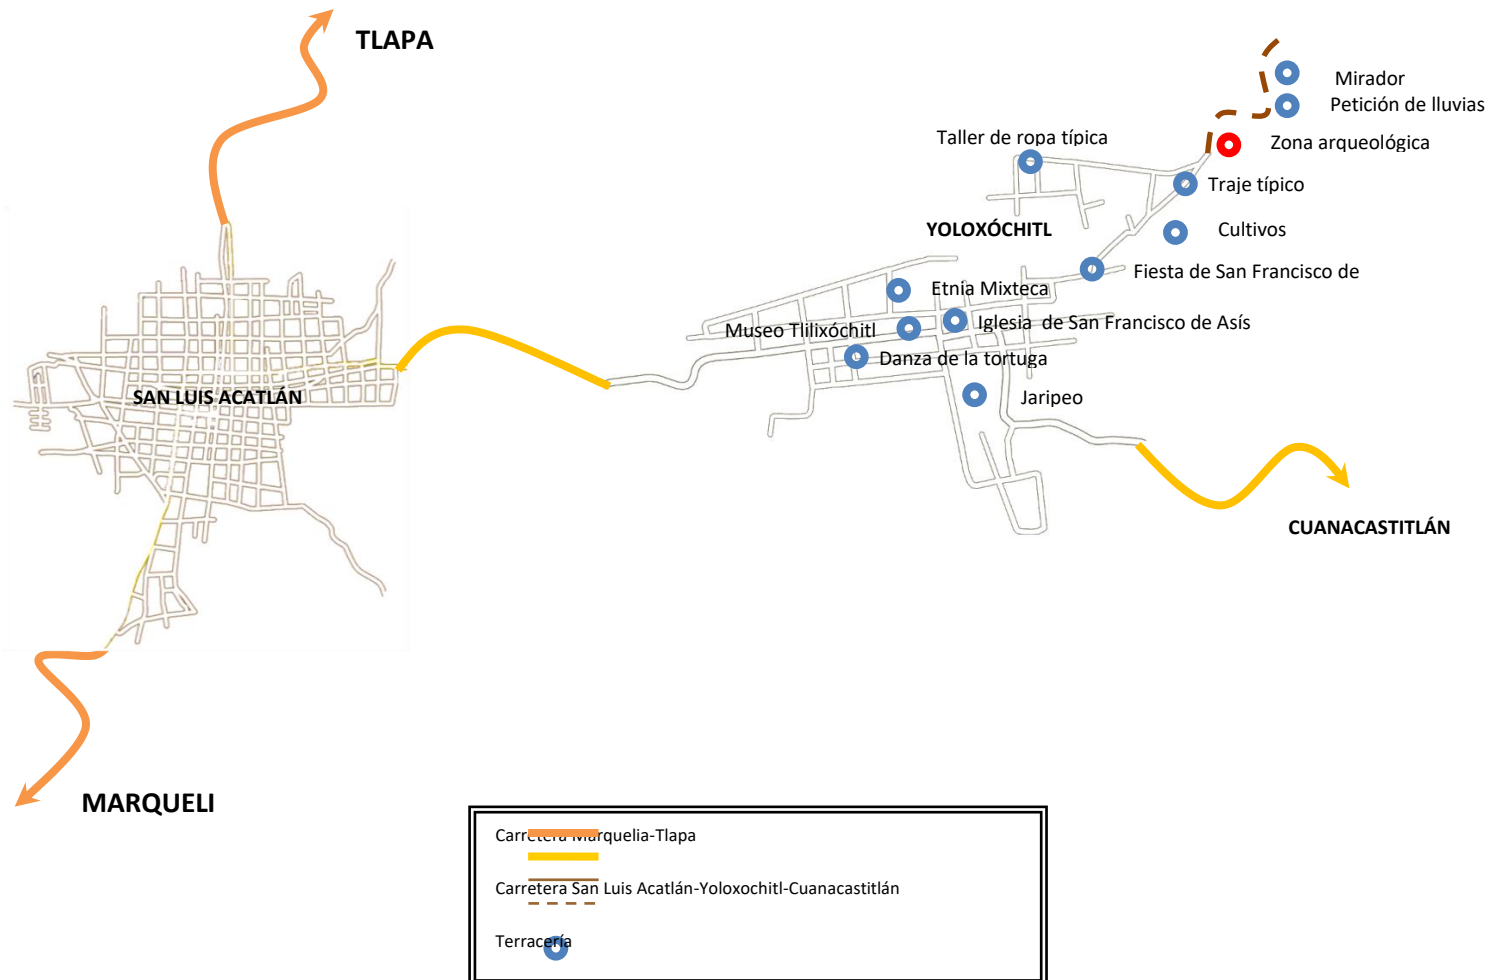 TLAPA
Mirador
Petición de lluvias
Taller de ropa típica
Zona arqueológica
Traje típico
YOLOXÓCHITL
Cultivos
Fiesta de San Francisco de
Etnia Mixteca
Museo Tlilixóchitl
Iglesia de San Francisco de Asís
Danza de la tortuga
SAN LUIS ACATLÁN
Jaripeo
CUANACASTITLÁN
MARQUELI
Carretera Marquelia-Tlapa
Carretera San Luis Acatlán-Yoloxochitl-Cuanacastitlán
Terracería